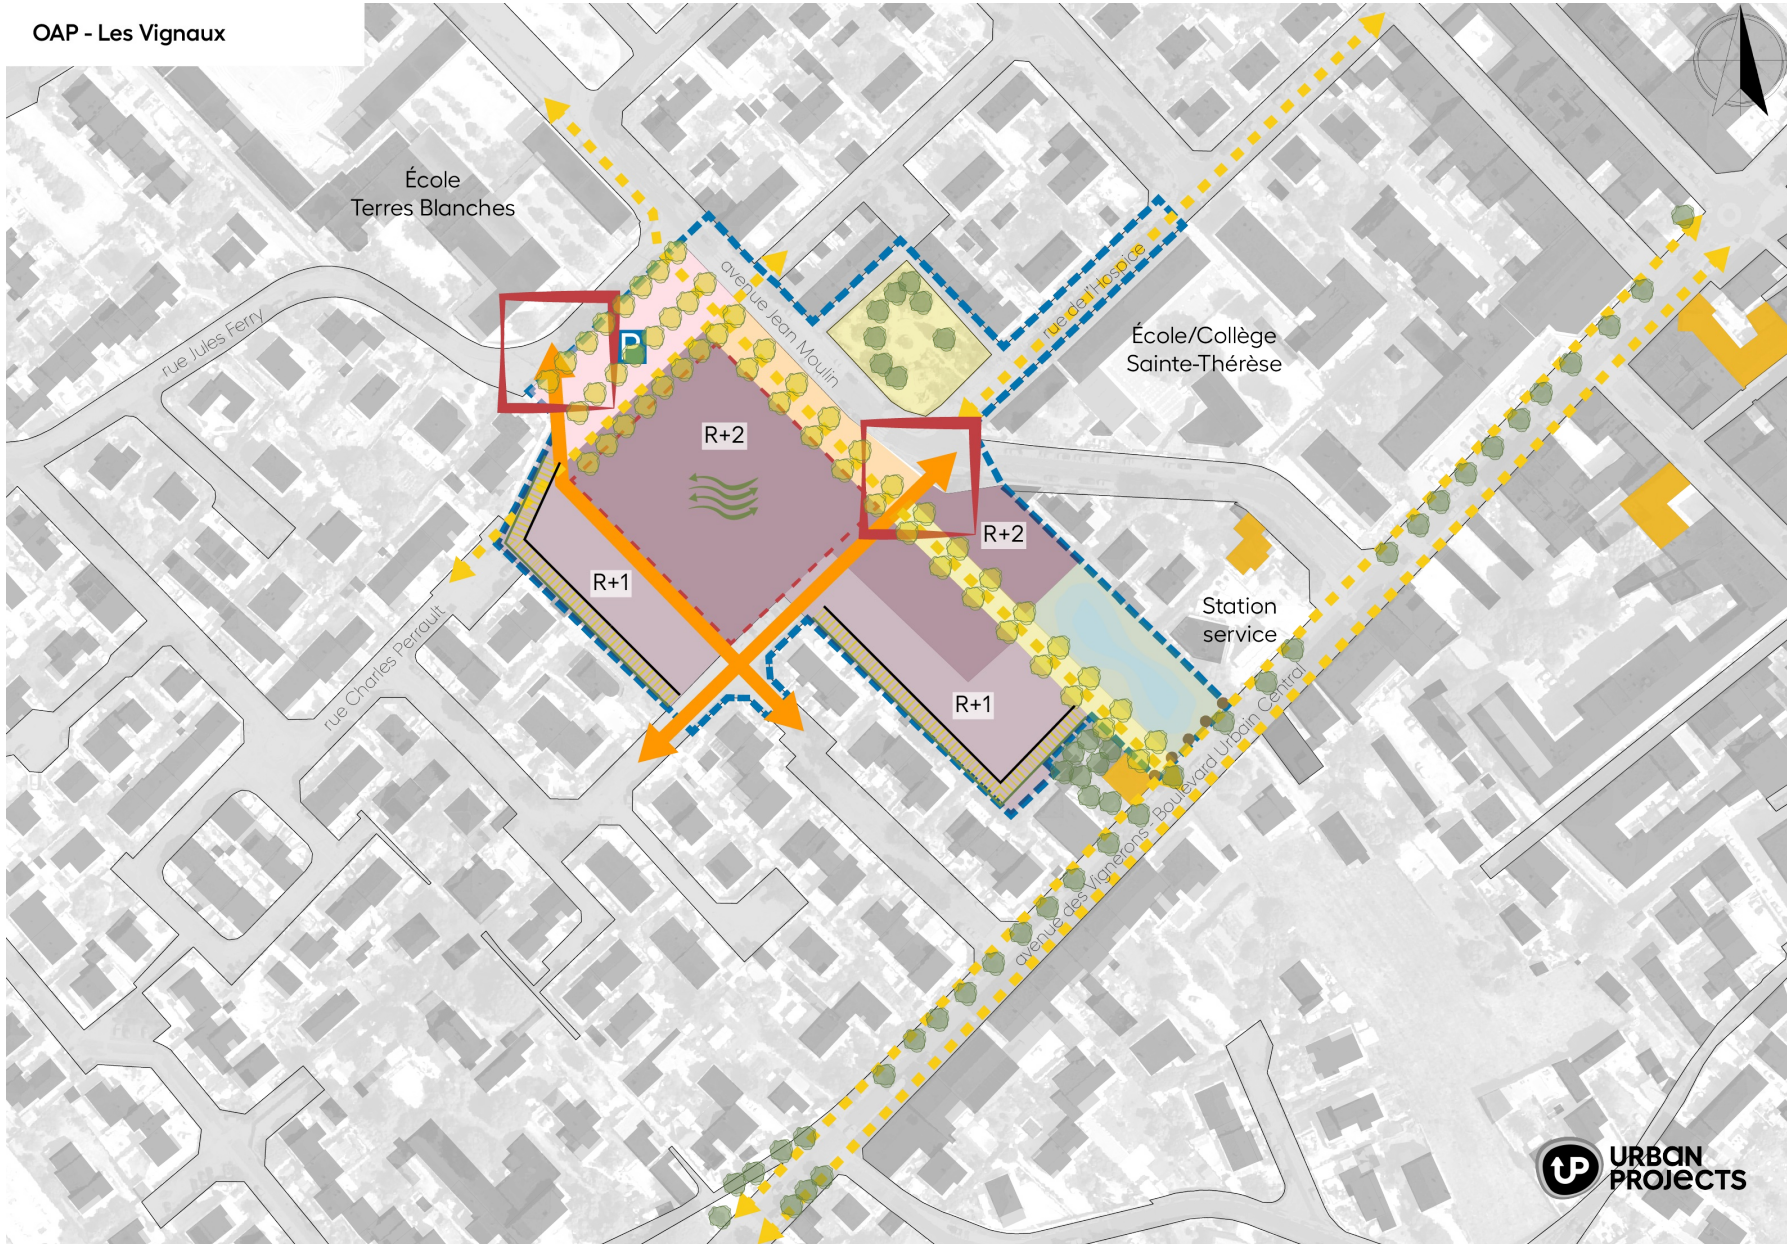 OAP - Les Vignaux
École
Terres Blanches
avenue Jean Moulin
rue de l'Hospice
rue Jules Ferry
P
École/Collège
Sainte-Thérèse
R+2
R+2
R+1
Station
service
rue Charles Perrault
R+1
avenue des Vignerons - Boulevard Urbain Central
UP
URBAN
PROJECTS